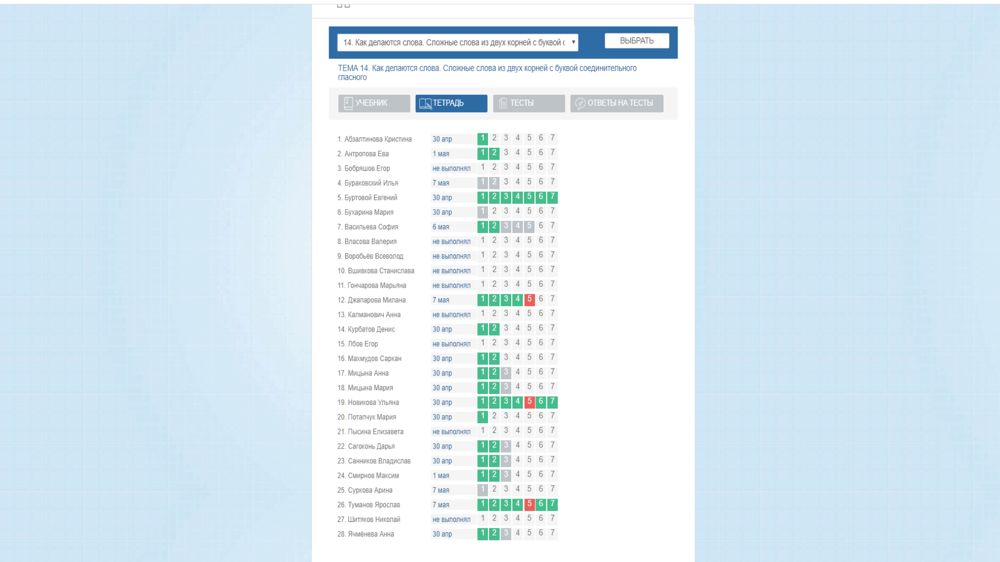 14. Как делаются слова. Сложные слова из двух корней с буквой с
ВЫБРАТЬ
ТЕМА 14. Как делаются слова. Сложные слова из двух корней с буквой соединительного
гласного
УЧЕБНИК ТЕТРАДЬ ТЕСТЫ ОТВЕТЫ НА ТЕСТЫ
1. Абзалтинова Кристина 30 апр 1 2 3 4 5 6 7
2. Антропова Ева 1 мая 1 2 3 4 5 6 7
3. Бобряшов Егор не выполнял 1 2 3 4 5 6 7
4. Бураковский Илья 7 мая 1 2 3 4 5 6 7
5. Буртовой Евгений 30 апр 1 2 3 4 5 6 7
6. Бухарина Мария 30 апр 1 2 3 4 5 6 7
7. Васильева София 6 мая 1 2 3 4 5 6 7
8. Власова Валерия не выполнял 1 2 3 4 5 6 7
9. Воробьёв Всеволод не выполнял 1 2 3 4 5 6 7
10. Вшивкова Станислава не выполнял 1 2 3 4 5 6 7
11. Гончарова Марьяна не выполнял 1 2 3 4 5 6 7
12. Джапарова Милана 7 мая 1 2 3 4 5 6 7
13. Калманович Анна не выполнял 1 2 3 4 5 6 7
14. Курбатов Денис 30 апр 1 2 3 4 5 6 7
15. Лбов Егор не выполнял 1 2 3 4 5 6 7
16. Махмудов Саркан 30 апр 1 2 3 4 5 6 7
17. Мицына Анна 30 апр 1 2 3 4 5 6 7
18. Мицына Мария 30 апр 1 2 3 4 5 6 7
19. Новикова Ульяна 30 апр 1 2 3 4 5 6 7
20. Потапчук Мария 30 апр 1 2 3 4 5 6 7
21. Пысина Елизавета не выполнял 1 2 3 4 5 6 7
22. Сагоконь Дарья 30 апр 1 2 3 4 5 6 7
23. Санников Владислав 30 апр 1 2 3 4 5 6 7
24. Смирнов Максим 1 мая 1 2 3 4 5 6 7
25. Суркова Арина 7 мая 1 2 3 4 5 6 7
26. Туманов Ярослав 7 мая 1 2 3 4 5 6 7
27. Шитяков Николай не выполнял 1 2 3 4 5 6 7
28. Ячмёнева Анна 30 апр 1 2 3 4 5 6 7